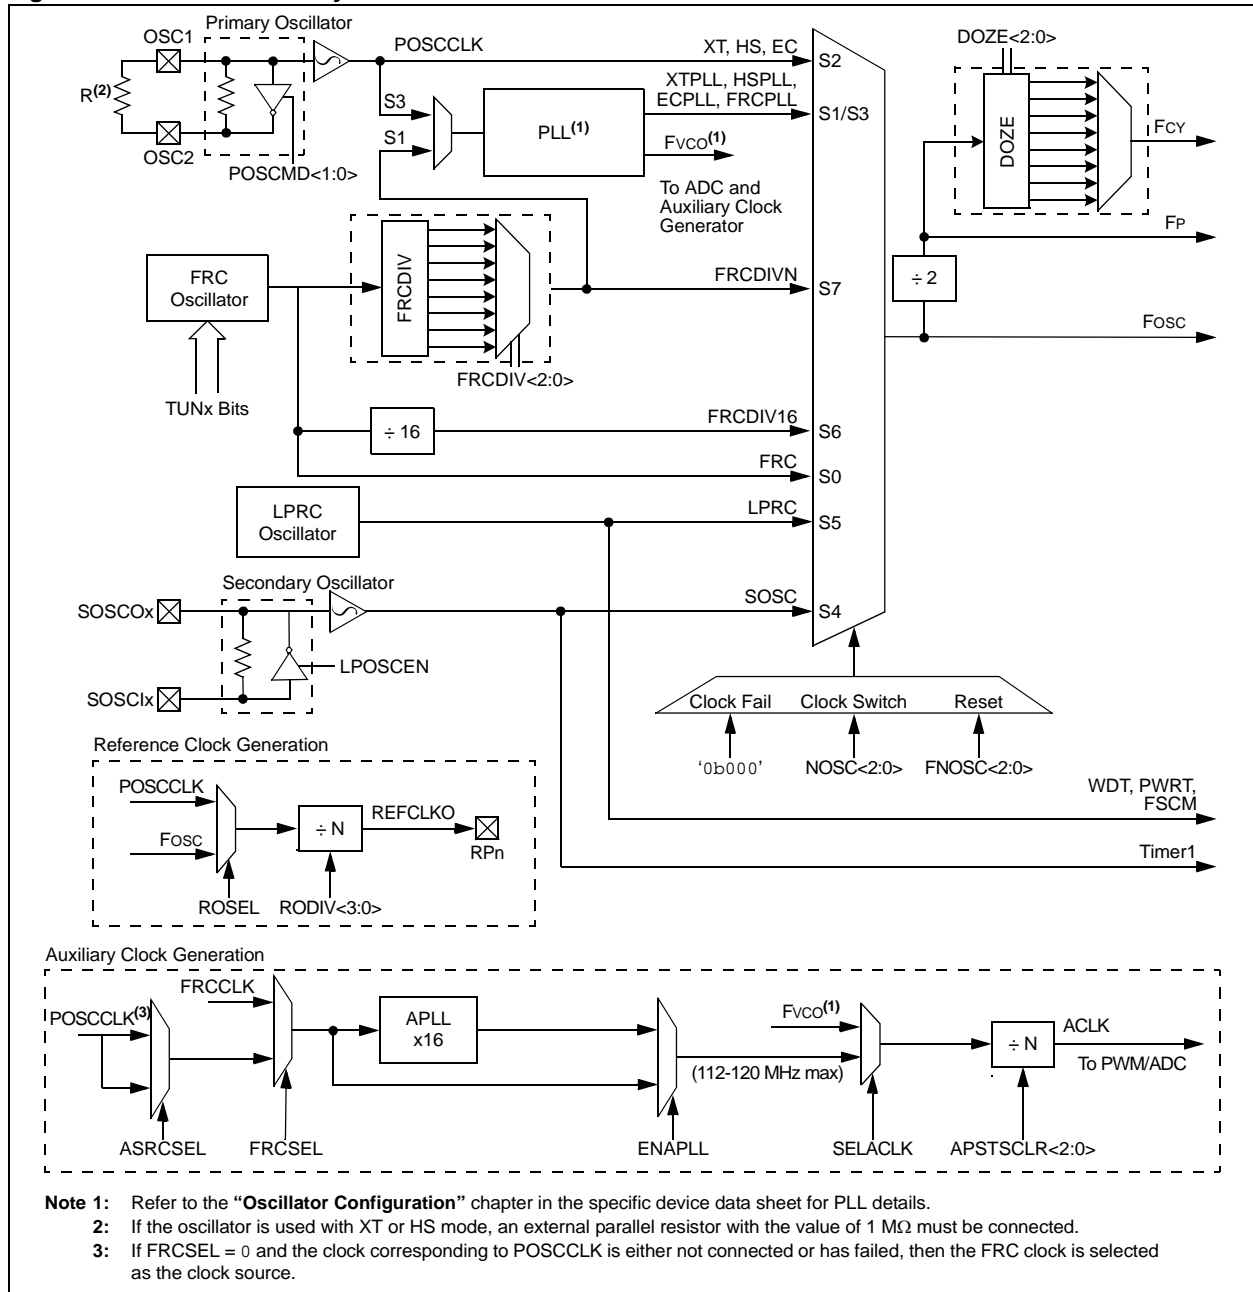 Primary Oscillator
OSC1
R(2)
OSC2
POSCMD<1:0>
POSCCLK
S3
S1
PLL(1)
XT, HS, EC
XTPLL, HSPLL,
ECPLL, FRCPLL
FVCO(1)
To ADC and
Auxiliary Clock
Generator
S2
S1/S3
DOZE<2:0>
DOZE
FCY
FP
÷ 2
FOSC
FRC
Oscillator
TUNx Bits
FRCDIV
FRCDIV<2:0>
FRCDIVN
S7
÷ 16
FRCDIV16
S6
FRC
S0
LPRC
Oscillator
LPRC
S5
Secondary Oscillator
SOSCOx
SOSCIx
LPOSCEN
SOSC
S4
Clock Fail
Clock Switch
Reset
‘0b000’
NOSC<2:0>
FNOSC<2:0>
WDT, PWRT,
FSCM
Timer1
Reference Clock Generation
POSCCLK
FOSC
÷ N
REFCLKO
RPn
ROSEL
RODIV<3:0>
Auxiliary Clock Generation
FRCCLK
POSCCLK(3)
APLL
x16
FVCO(1)
(112-120 MHz max)
÷ N
ACLK
To PWM/ADC
ASRCSEL
FRCSEL
ENAPLL
SELACLK
APSTSCLR<2:0>
Note 1: Refer to the “Oscillator Configuration” chapter in the specific device data sheet for PLL details.
2: If the oscillator is used with XT or HS mode, an external parallel resistor with the value of 1 MΩ must be connected.
3: If FRCSEL = 0 and the clock corresponding to POSCCLK is either not connected or has failed, then the FRC clock is selected
as the clock source.